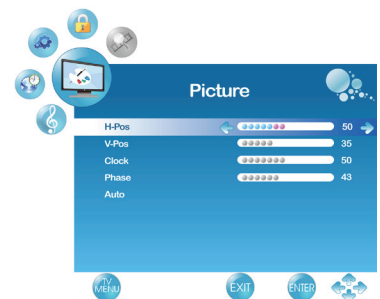 Picture
H-Pos 50
V-Pos 35
Clock 50
Phase 43
Auto
TV MENU EXIT ENTER